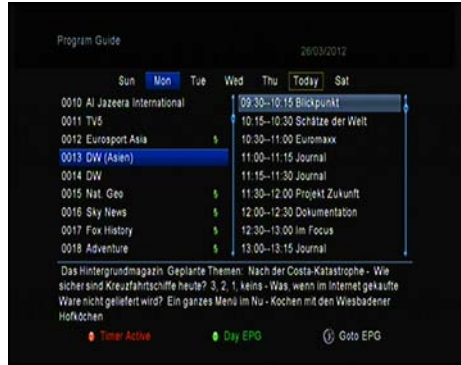 Program Guide
26/03/2012
Sun Mon Tue Wed Thu Today Sat
0010 Al Jazeera International
0011 TV5
0012 Eurosport Asia $
0013 DW (Asien)
0014 DW
0015 Nat. Geo $
0016 Sky News $
0017 Fox History $
0018 Adventure $
09:30--10:15 Blickpunkt
10:15--10:30 Schätze der Welt
10:30--11:00 Euromaxx
11:00--11:15 Journal
11:15--11:30 Journal
11:30--12:00 Projekt Zukunft
12:00--12:30 Dokumentation
12:30--13:00 Im Focus
13:00--13:15 Journal
Das Hintergrundmagazin Geplante Themen: Nach der Costa-Katastrophe - Wie
sicher sind Kreuzfahrtschiffe heute? 3, 2, 1, keins - Was, wenn im Internet gekaufte
Ware nicht geliefert wird? Ein ganzes Menü im Nu - Kochen mit den Wiesbadener
Hofköchen
Timer Active Day EPG Goto EPG